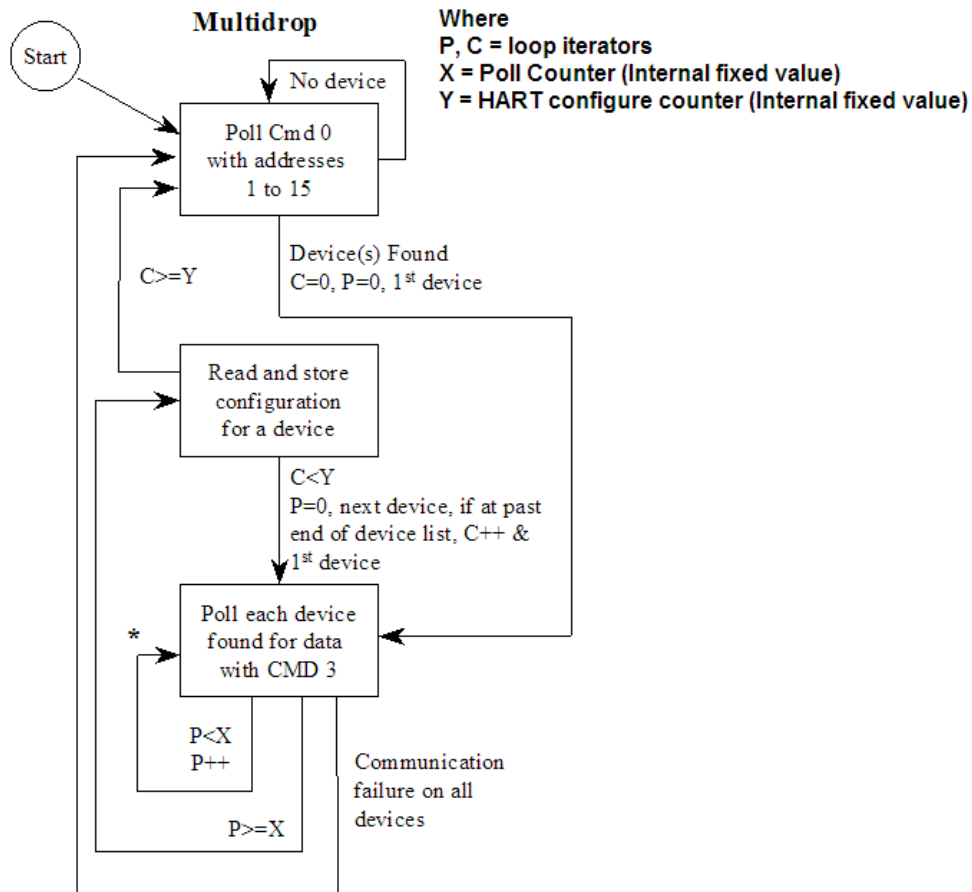 Multidrop
Where
P, C = loop iterators
X = Poll Counter (Internal fixed value)
Y = HART configure counter (Internal fixed value)
Start
No device
Poll Cmd 0
with addresses
1 to 15
Device(s) Found
C=0, P=0, 1st device
C>=Y
Read and store
configuration
for a device
C<Y
P=0, next device, if at past
end of device list, C++ &
1st device
Poll each device
found for data
with CMD 3
*
P<X
P++
Communication
failure on all
devices
P>=X